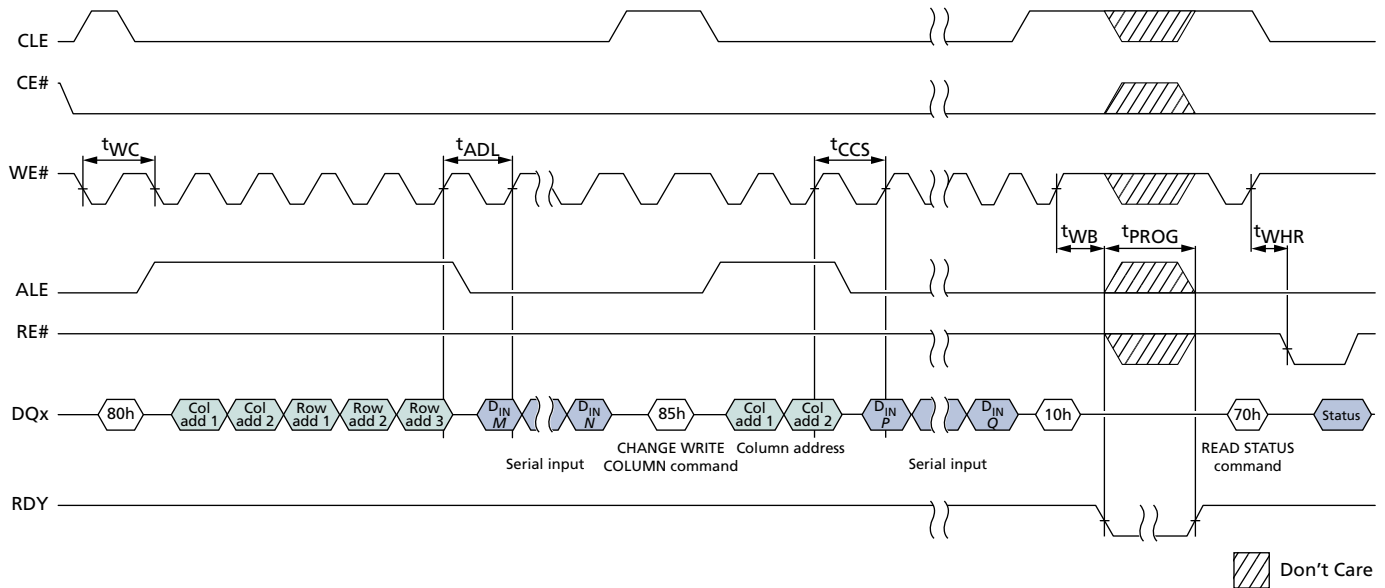 CLE
CE#
tWC
tADL
tCCS
WE#
tWB
tPROG
tWHR
ALE
RE#
DQx
80h
Col add 1
Col add 2
Row add 1
Row add 2
Row add 3
DIN M
DIN N
85h
Col add 1
Col add 2
DIN P
DIN Q
10h
70h
Status
Serial input
CHANGE WRITE
COLUMN command
Column address
Serial input
READ STATUS
command
RDY
Don't Care